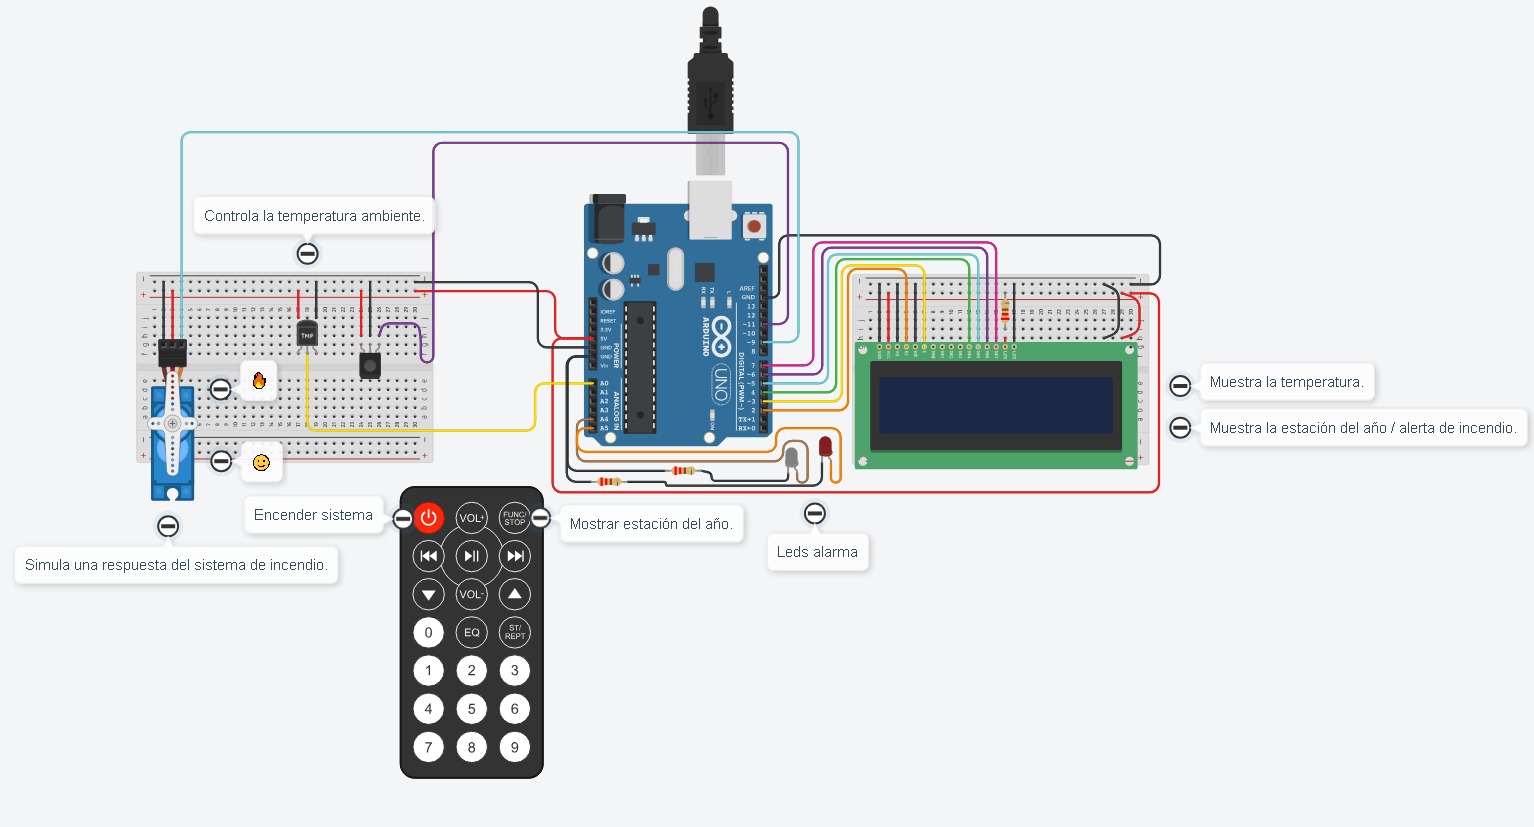 Controla la temperatura ambiente.
TMP
IOREF
RESET
3.3V
5V
GND
GND
Vin
POWER
A0
A1
A2
A3
A4
A5
ANALOG IN
RX
TX
L
ARDUINO
UNO
ON
AREF
GND
13
12
~11
~10
~9
8
7
~6
~5
4
~3
2
TX→1
RX←0
DIGITAL (PWM~)
Muestra la temperatura.
Muestra la estación del año / alerta de incendio.
Encender sistema
Mostrar estación del año.
Leds alarma
Simula una respuesta del sistema de incendio.
VOL+
FUNC/
STOP
VOL-
0
EQ
ST/
REPT
1
2
3
4
5
6
7
8
9